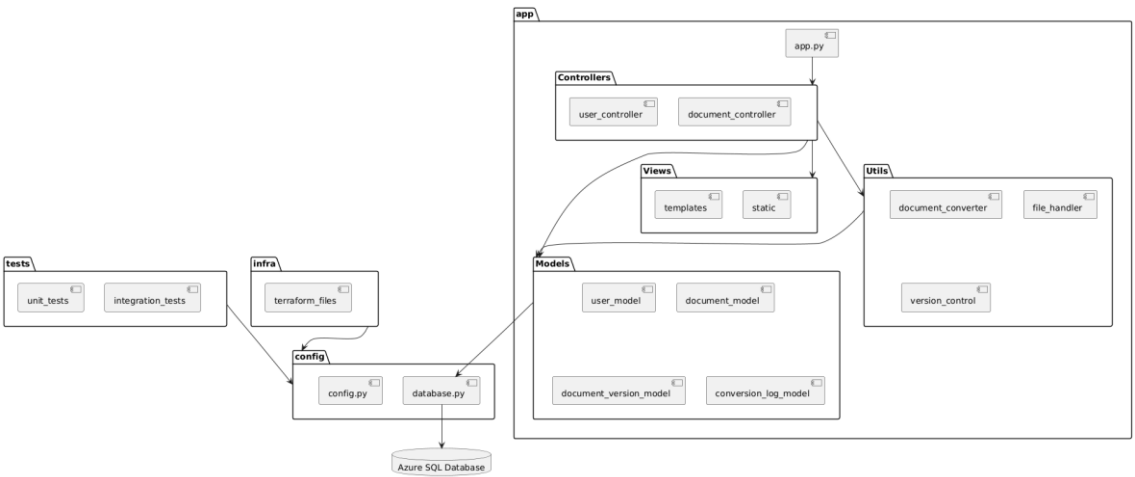 app
app.py
Controllers
user_controller
document_controller
Views
templates
static
Utils
document_converter
file_handler
version_control
tests
unit_tests
integration_tests
infra
terraform_files
Models
user_model
document_model
document_version_model
conversion_log_model
config
config.py
database.py
Azure SQL Database